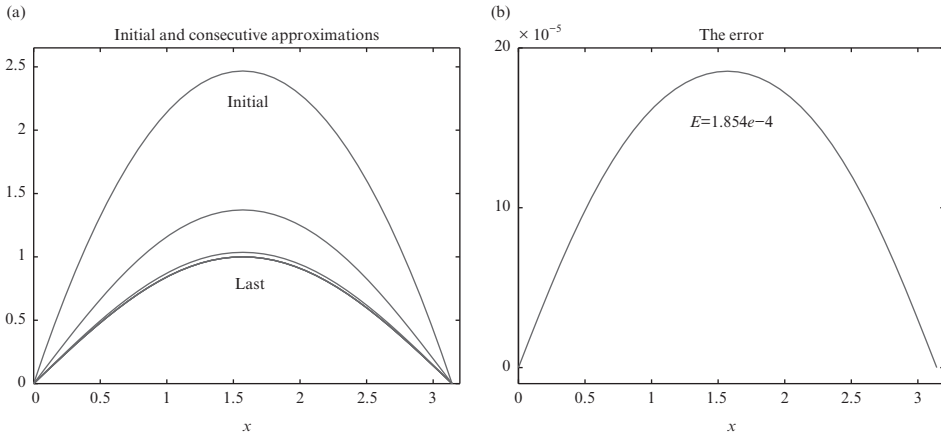 (a)
Initial and consecutive approximations
2.5
2
1.5
1
0.5
0
Initial
Last
0 0.5 1 1.5 2 2.5 3
x
(b)
× 10⁻⁵
The error
20
10
0
E=1.854e−4
0 0.5 1 1.5 2 2.5 3
x